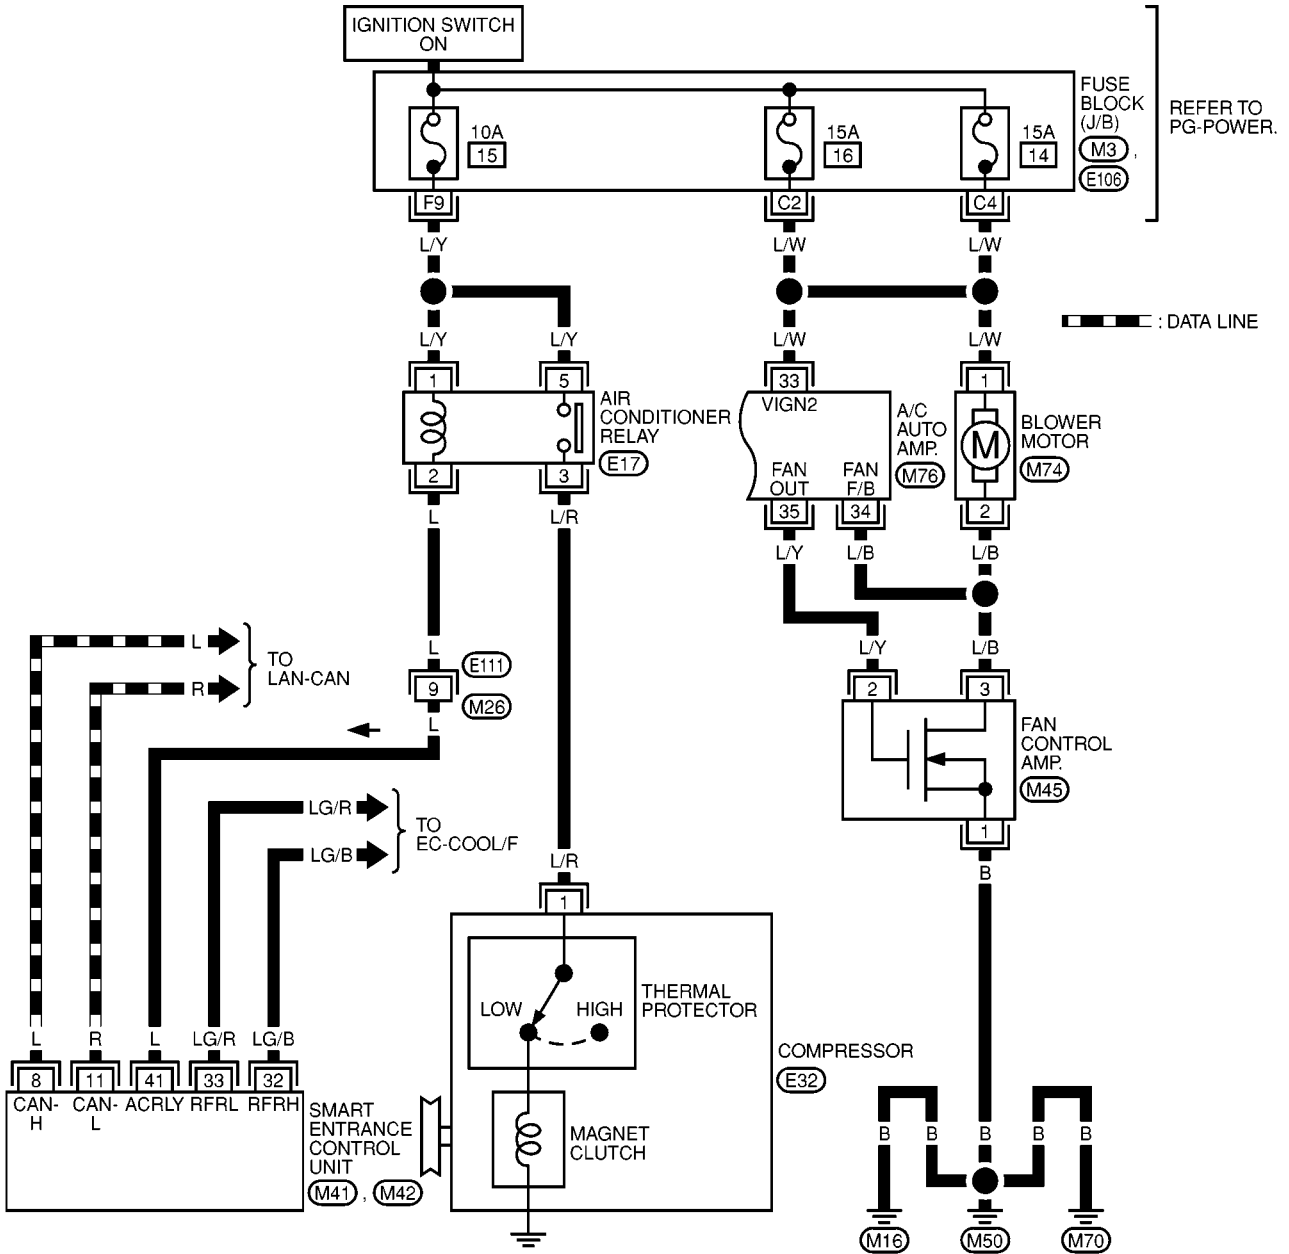 IGNITION SWITCH
ON
FUSE
BLOCK
(J/B)
M3 ,
E106
REFER TO
PG-POWER.
10A
15
15A
16
15A
14
F9
C2
C4
L/Y
L/W
L/W
: DATA LINE
L/Y
L/Y
L/W
L/W
1
5
33
1
AIR
CONDITIONER
RELAY
E17
VIGN2
A/C
AUTO
AMP.
M76
M
BLOWER
MOTOR
M74
FAN
OUT
FAN
F/B
2
3
35
34
2
L
L/R
L/Y
L/B
L/B
L
R
TO
LAN-CAN
L
9
E111
M26
L
L/Y
L/B
2
3
FAN
CONTROL
AMP.
M45
1
B
LG/R
LG/B
TO
EC-COOL/F
L/R
1
LOW
HIGH
THERMAL
PROTECTOR
COMPRESSOR
E32
MAGNET
CLUTCH
L
R
L
LG/R
LG/B
8
11
41
33
32
CAN-
H
CAN-
L
ACRLY
RFRL
RFRH
SMART
ENTRANCE
CONTROL
UNIT
M41 , M42
B
B
B
B
B
M16
M50
M70